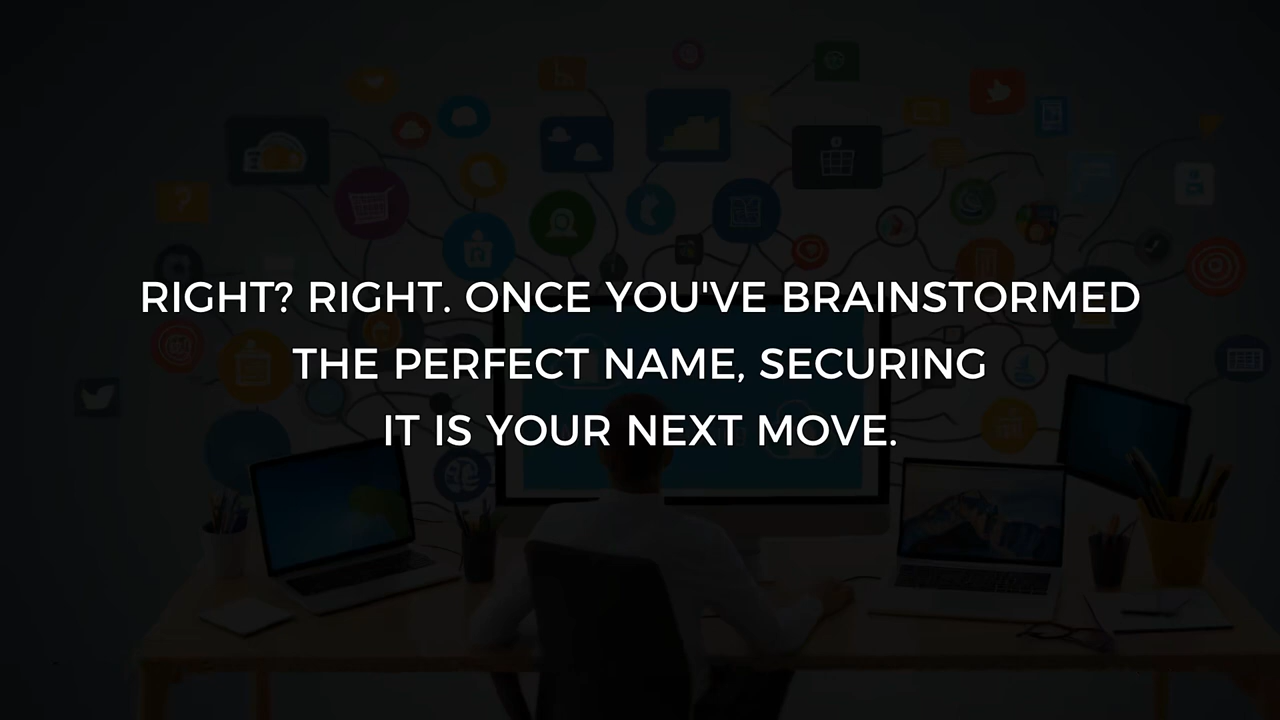 RIGHT? RIGHT. ONCE YOU'VE BRAINSTORMED
THE PERFECT NAME, SECURING
IT IS YOUR NEXT MOVE.